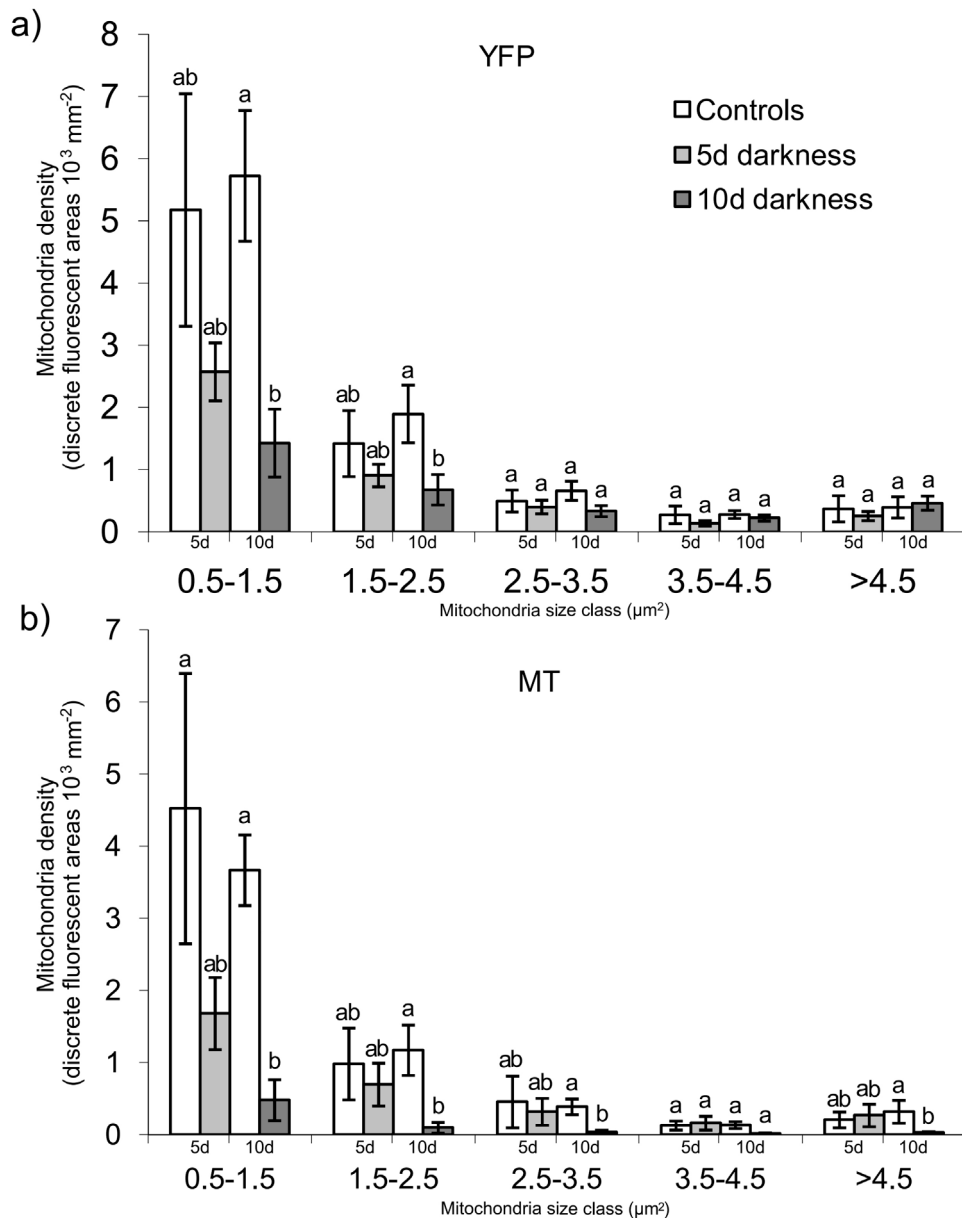 a)
YFP
Controls
5d darkness
10d darkness
Mitochondria density
(discrete fluorescent areas 10³ mm⁻²)
8
7
6
5
4
3
2
1
0
ab ab a b
ab ab a b
a a a a
a a a a
a a a a
5d 10d 5d 10d 5d 10d 5d 10d 5d 10d
0.5-1.5 1.5-2.5 2.5-3.5 3.5-4.5 >4.5
Mitochondria size class (µm²)
b)
MT
Mitochondria density
(discrete fluorescent areas 10³ mm⁻²)
7
6
5
4
3
2
1
0
a ab a b
ab ab a b
ab ab a b
a a a a
ab ab a b
5d 10d 5d 10d 5d 10d 5d 10d 5d 10d
0.5-1.5 1.5-2.5 2.5-3.5 3.5-4.5 >4.5
Mitochondria size class (µm²)